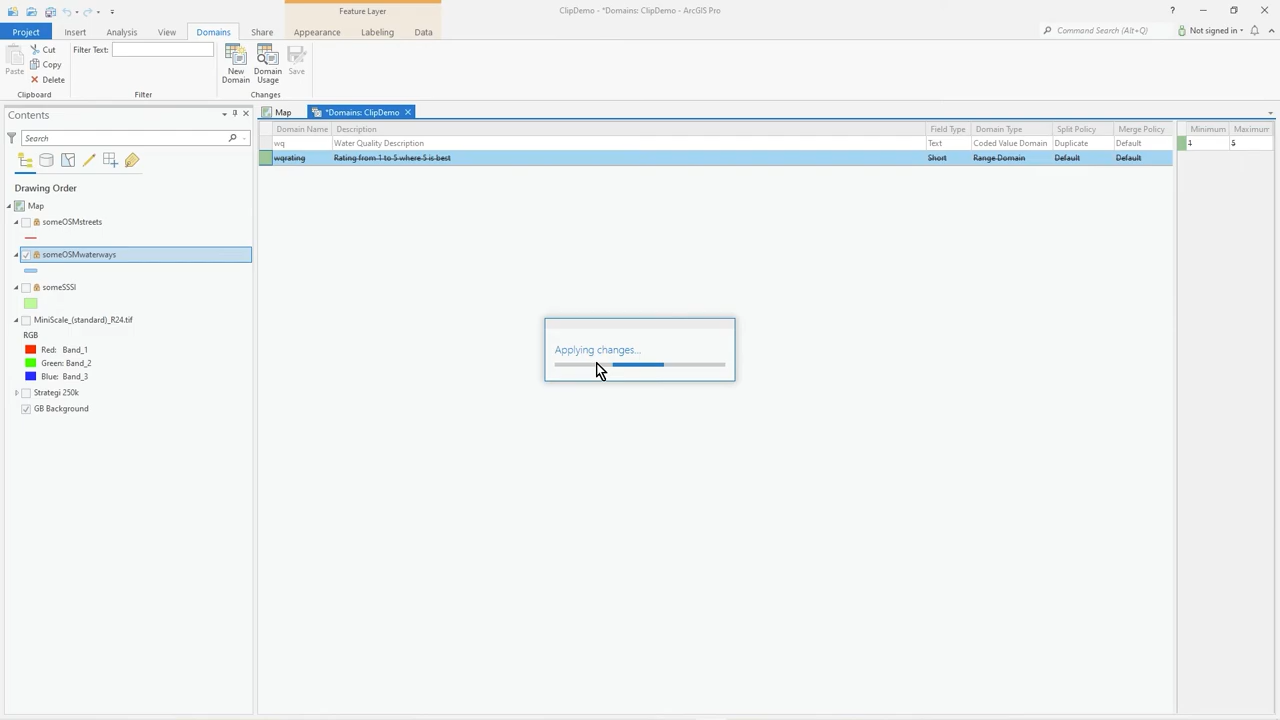 Feature Layer
ClipDemo - *Domains: ClipDemo - ArcGIS Pro
?
Project Insert Analysis View Domains Share Appearance Labeling Data
Command Search (Alt+Q)
Not signed in
Paste
Cut
Copy
Delete
Clipboard
Filter Text:
Filter
New Domain
Domain Usage
Save
Changes
Contents
Search
Drawing Order
Map
someOSMstreets
someOSMwaterways
someSSSI
MiniScale_(standard)_R24.tif
RGB
Red: Band_1
Green: Band_2
Blue: Band_3
Strategi 250k
GB Background
Map
*Domains: ClipDemo
Domain Name Description Field Type Domain Type Split Policy Merge Policy Minimum Maximum
wq Water Quality Description Text Coded Value Domain Duplicate Default 1 5
wqrating Rating from 1 to 5 where 5 is best Short Range Domain Default Default
Applying changes...